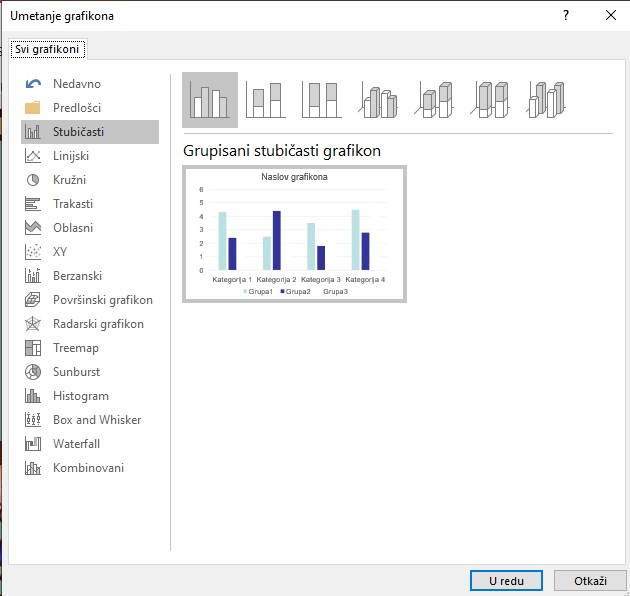 Umetanje grafikona
?
Svi grafikoni
Nedavno
Predlošci
Stubičasti
Linijski
Kružni
Trakasti
Oblasni
XY
Berzanski
Površinski grafikon
Radarski grafikon
Treemap
Sunburst
Histogram
Box and Whisker
Waterfall
Kombinovani
Grupisani stubičasti grafikon
Naslov grafikona
6
5
4
3
2
1
0
Kategorija 1 Kategorija 2 Kategorija 3 Kategorija 4
Grupa1 Grupa2 Grupa3
U redu Otkaži